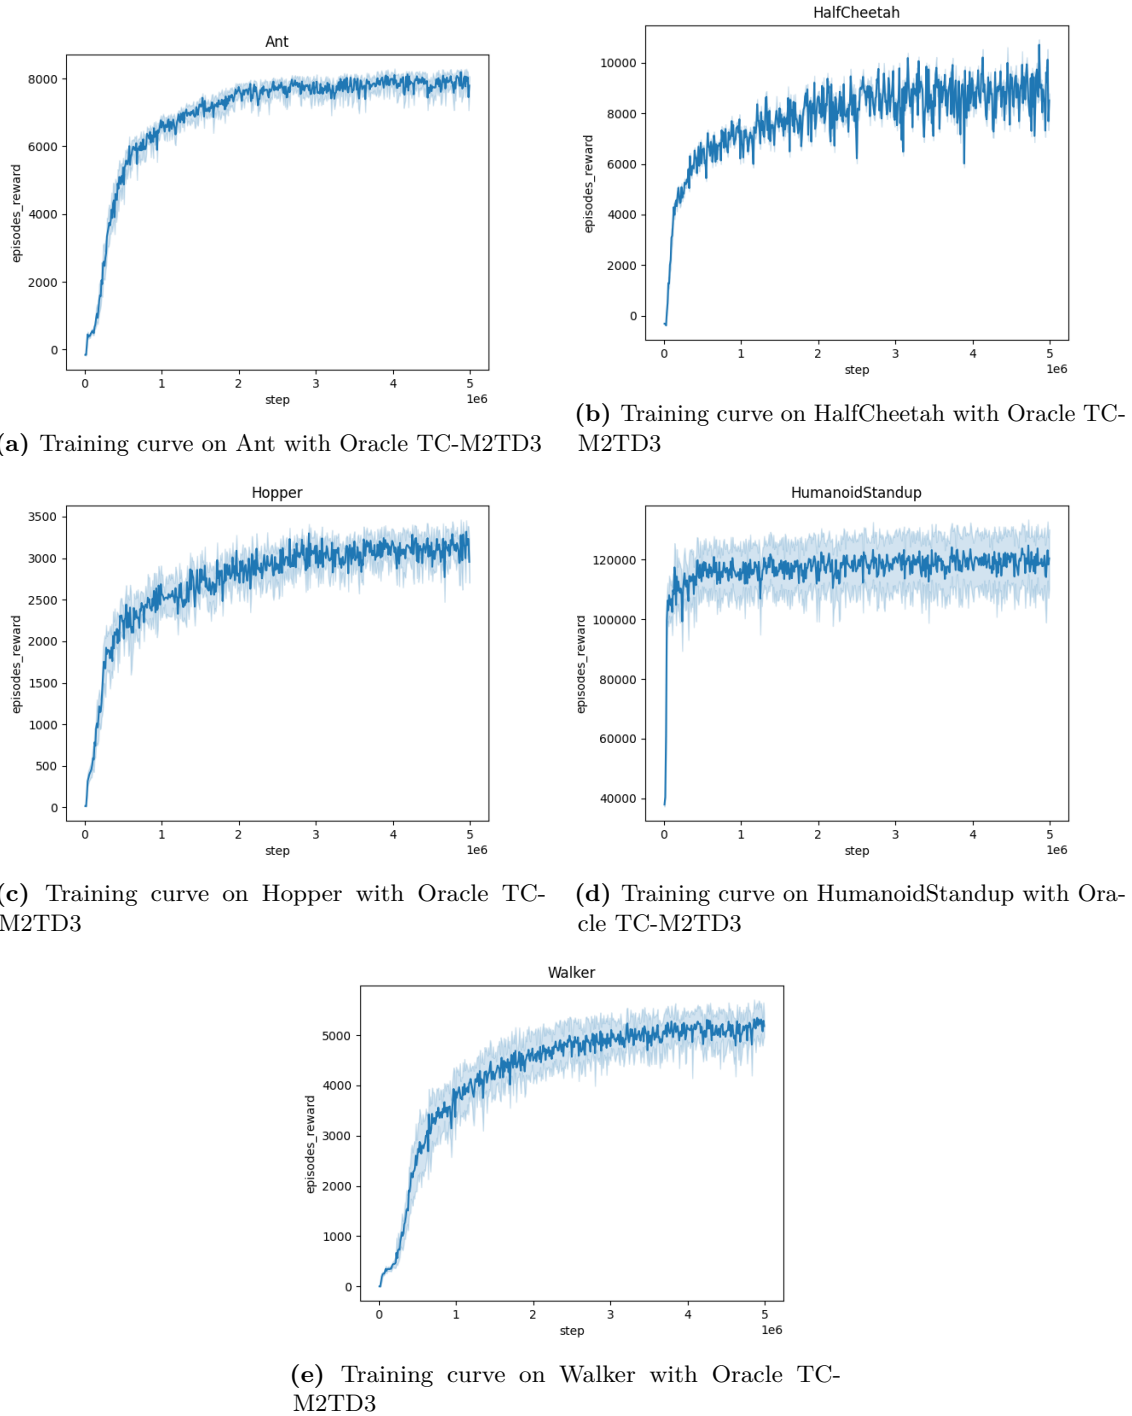 Ant
8000
6000
4000
2000
0
episodes_reward
0 1 2 3 4 5
step
1e6
(a) Training curve on Ant with Oracle TC-M2TD3
HalfCheetah
10000
8000
6000
4000
2000
0
episodes_reward
0 1 2 3 4 5
step
1e6
(b) Training curve on HalfCheetah with Oracle TC-
M2TD3
Hopper
3500
3000
2500
2000
1500
1000
500
0
episodes_reward
0 1 2 3 4 5
step
1e6
(c) Training curve on Hopper with Oracle TC-
M2TD3
HumanoidStandup
120000
100000
80000
60000
40000
episodes_reward
0 1 2 3 4 5
step
1e6
(d) Training curve on HumanoidStandup with Ora-
cle TC-M2TD3
Walker
5000
4000
3000
2000
1000
0
episodes_reward
0 1 2 3 4 5
step
1e6
(e) Training curve on Walker with Oracle TC-
M2TD3